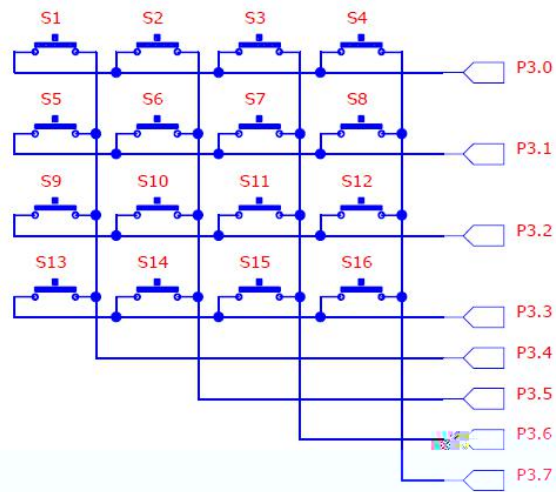 S1 S2 S3 S4
P3.0
S5 S6 S7 S8
P3.1
S9 S10 S11 S12
P3.2
S13 S14 S15 S16
P3.3
P3.4
P3.5
P3.6
P3.7